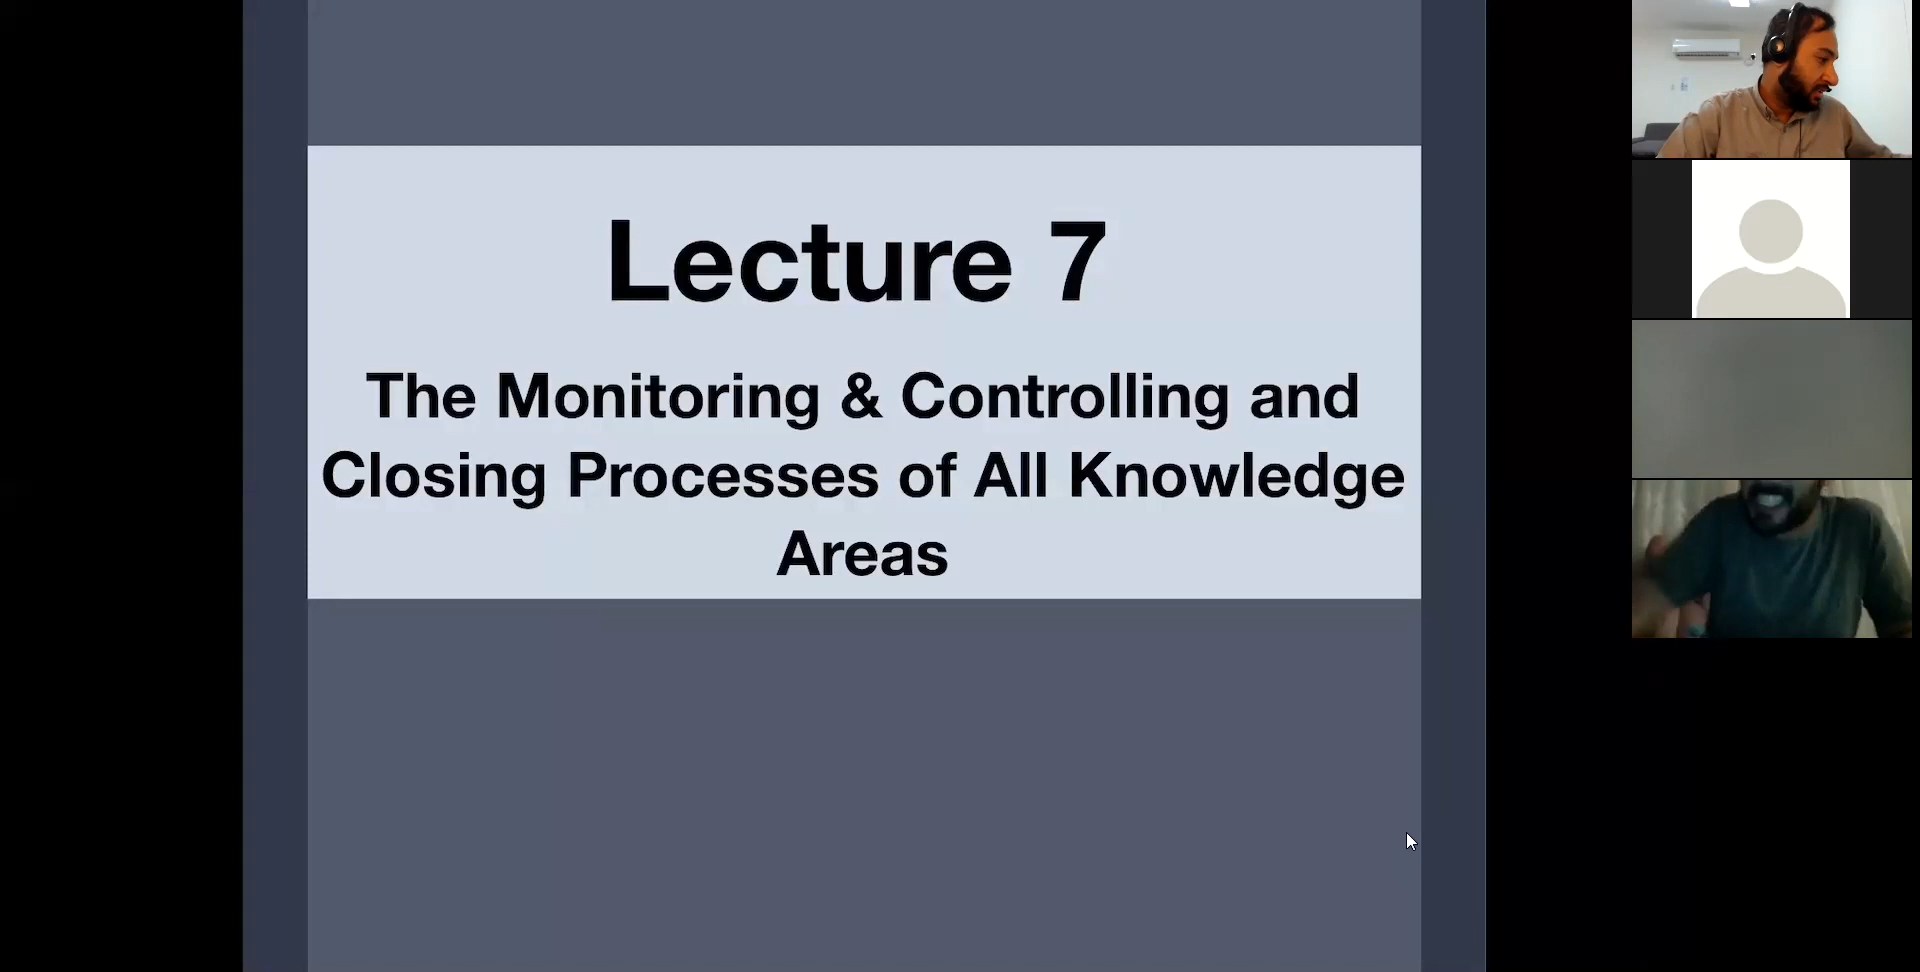 Lecture 7
The Monitoring & Controlling and
Closing Processes of All Knowledge
Areas